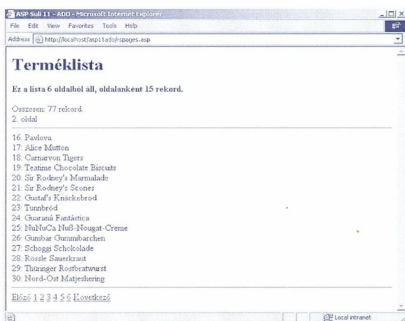 ASP Suli 11 - ADO - Microsoft Internet Explorer
File Edit View Favorites Tools Help
Address http://localhost/asp11ado/rspages.asp
Terméklista
Ez a lista 6 oldalból áll, oldalanként 15 rekord.
Összesen: 77 rekord
2. oldal
16: Pavlova
17: Alice Mutton
18: Carnarvon Tigers
19: Teatime Chocolate Biscuits
20: Sir Rodney's Marmalade
21: Sir Rodney's Scones
22: Gustaf's Knäckebröd
23: Tunnbröd
24: Guaraná Fantástica
25: NuNuCa Nuß-Nougat-Creme
26: Gumbär Gummibärchen
27: Schoggi Schokolade
28: Rössle Sauerkraut
29: Thüringer Rostbratwurst
30: Nord-Ost Matjeshering
Előző 1 2 3 4 5 6 Következő
Local intranet